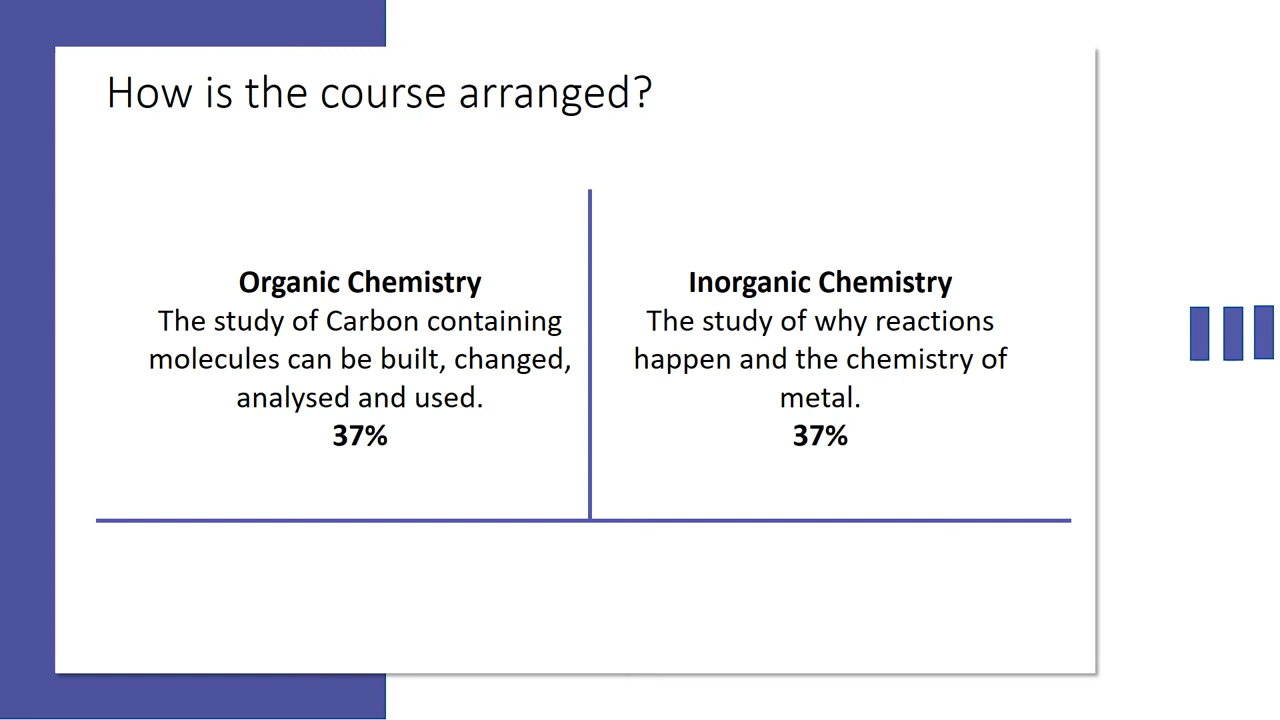 How is the course arranged?
Organic Chemistry
The study of Carbon containing
molecules can be built, changed,
analysed and used.
37%
Inorganic Chemistry
The study of why reactions
happen and the chemistry of
metal.
37%